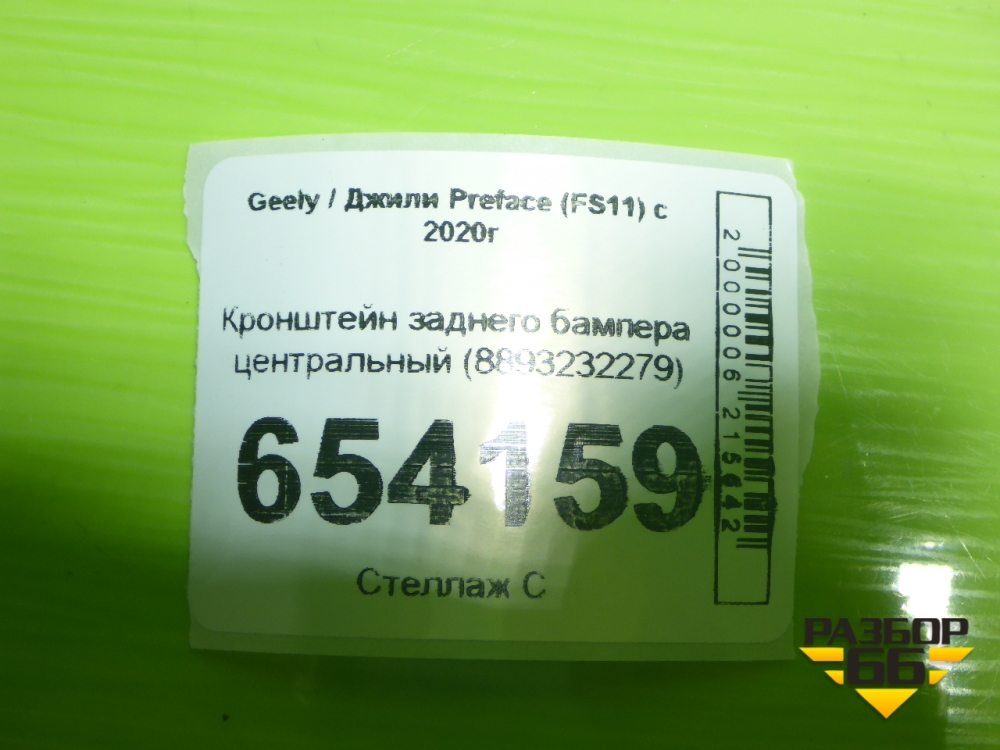 Geely / Джили Preface (FS11) с
2020г
Кронштейн заднего бампера
центральный (8893232279)
654159
Стеллаж С
2000006215642
РАЗБОР
66